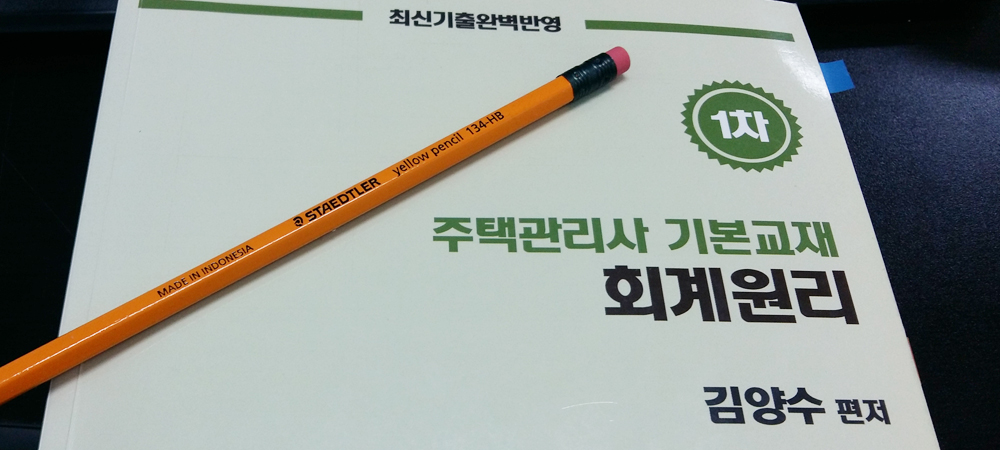 최신기출완벽반영
1차
주택관리사 기본교재
회계원리
김양수 편저
MADE IN INDONESIA STAEDTLER yellow pencil 134-HB